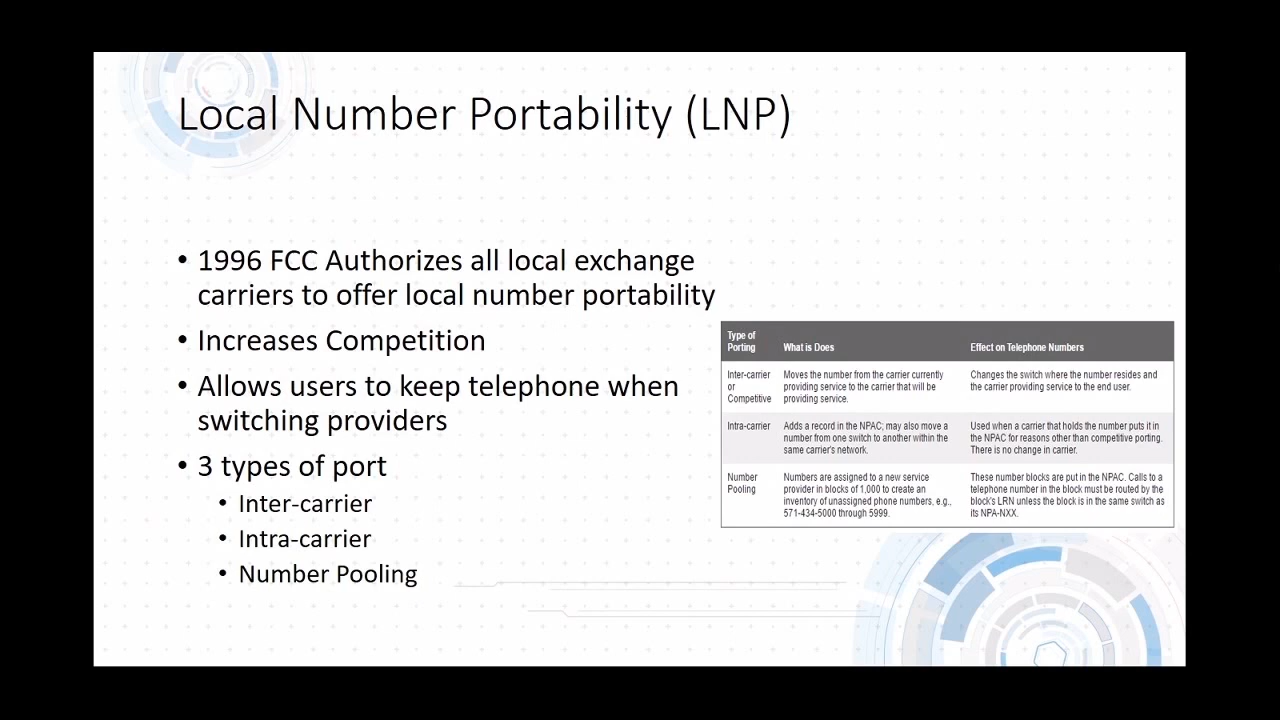 Local Number Portability (LNP)
• 1996 FCC Authorizes all local exchange
carriers to offer local number portability
• Increases Competition
• Allows users to keep telephone when
switching providers
• 3 types of port
• Inter-carrier
• Intra-carrier
• Number Pooling
Type of
Porting
What is Does
Effect on Telephone Numbers
Inter-carrier
or
Competitive
Moves the number from the carrier currently
providing service to the carrier that will be
providing service.
Changes the switch where the number resides and
the carrier providing service to the end user.
Intra-carrier
Adds a record in the NPAC; may also move a
number from one switch to another within the
same carrier's network.
Used when a carrier that holds the number puts it in
the NPAC for reasons other than competitive porting.
There is no change in carrier.
Number
Pooling
Numbers are assigned to a new service
provider in blocks of 1,000 to create an
inventory of unassigned phone numbers, e.g.,
571-434-5000 through 5999.
These number blocks are put in the NPAC. Calls to a
telephone number in the block must be routed by the
block's LRN unless the block is in the same switch as
its NPA-NXX.